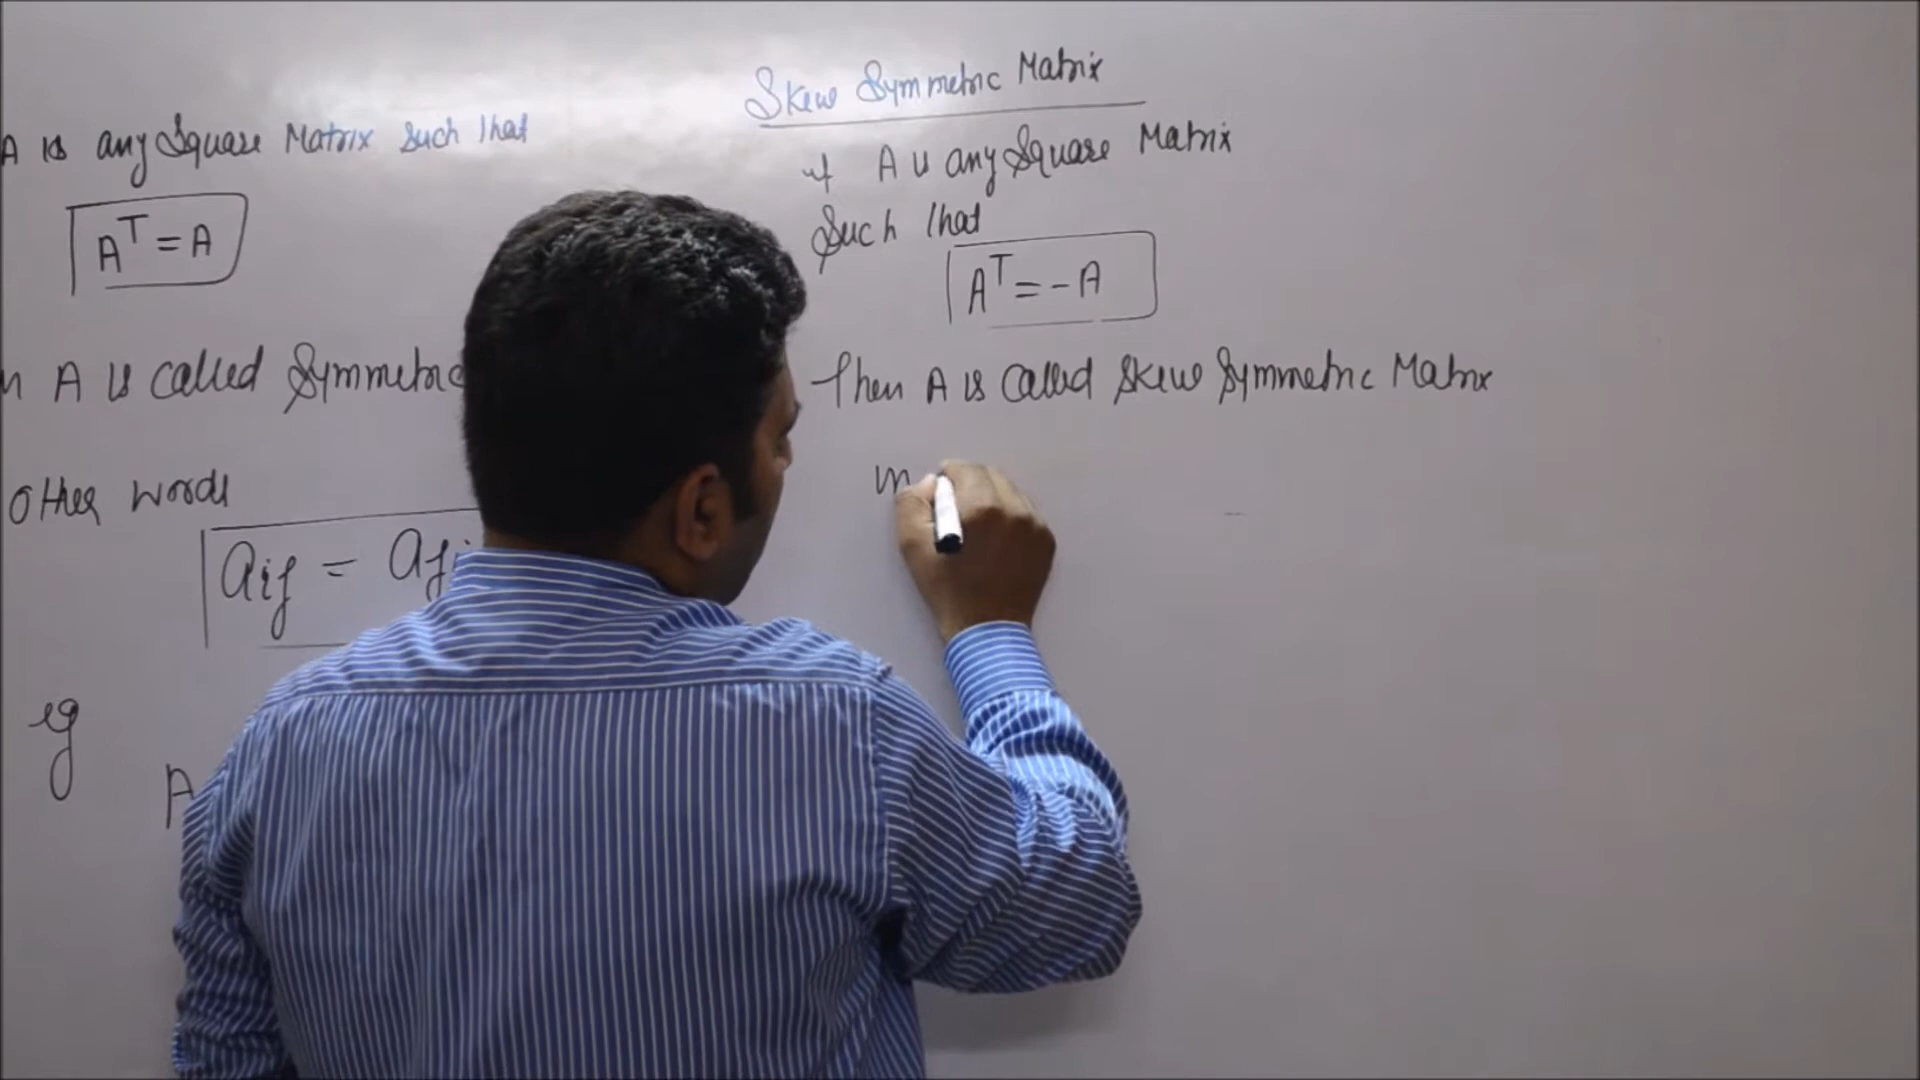 A is any Square Matrix Such that
A^T = A
A is called Symmetric
Other words
aij = aji
eg
A
Skew Symmetric Matrix
if A is any Square Matrix
Such that
A^T = -A
Then A is Called Skew Symmetric Matrix
in